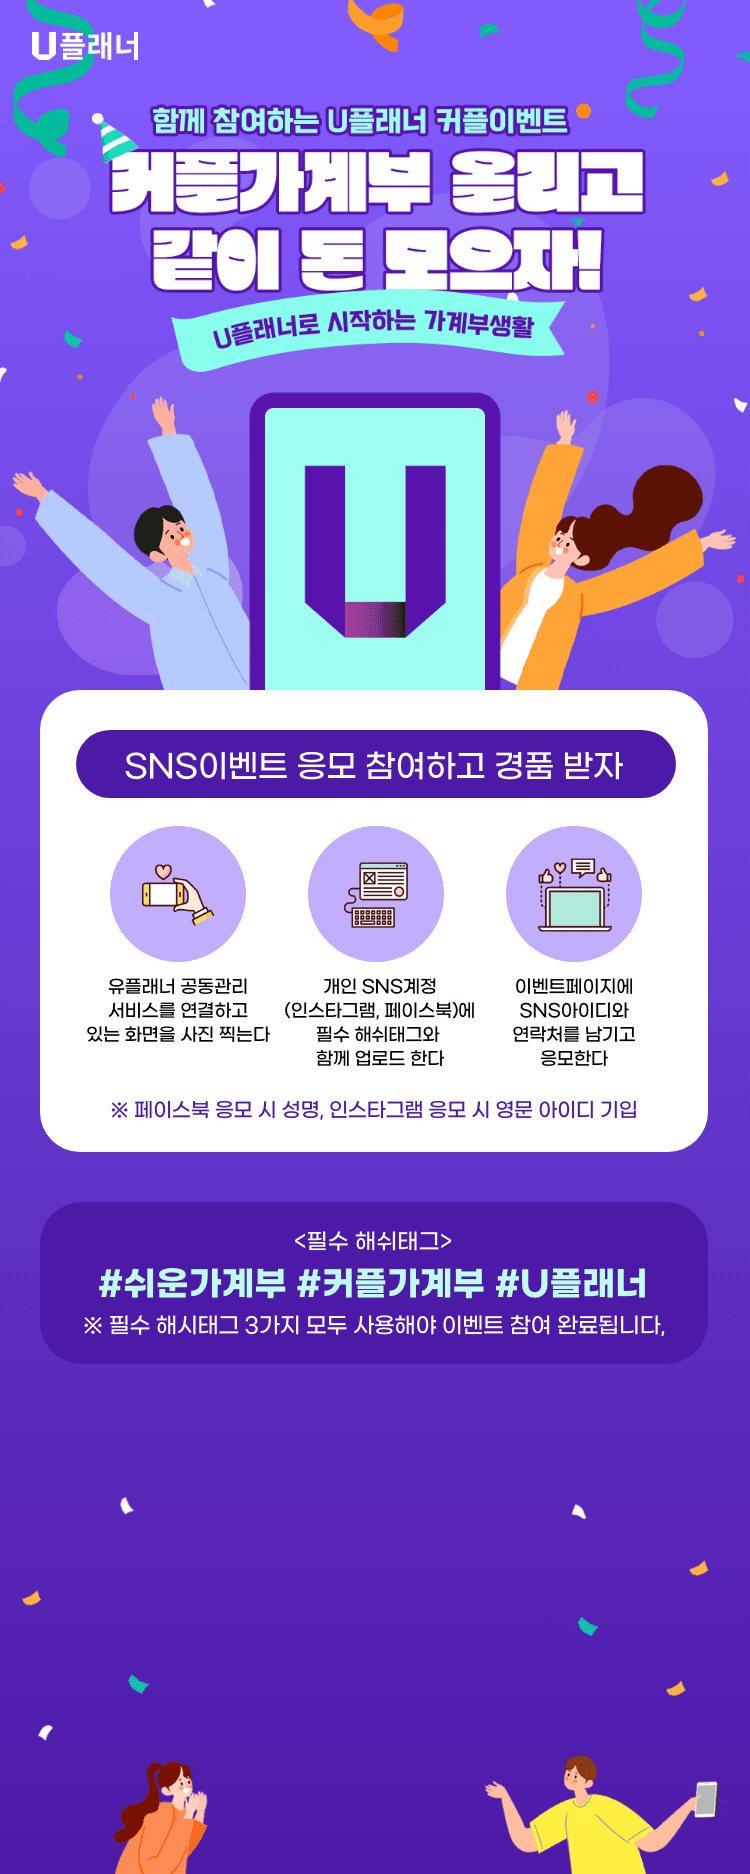 U플래너
함께 참여하는 U플래너 커플이벤트
커플가계부 올리고
같이 돈 모으자!
U플래너로 시작하는 가계부생활
SNS이벤트 응모 참여하고 경품 받자
유플래너 공동관리
서비스를 연결하고
있는 화면을 사진 찍는다
개인 SNS계정
(인스타그램, 페이스북)에
필수 해쉬태그와
함께 업로드 한다
이벤트페이지에
SNS아이디와
연락처를 남기고
응모한다
※ 페이스북 응모 시 성명, 인스타그램 응모 시 영문 아이디 기입
<필수 해쉬태그>
#쉬운가계부 #커플가계부 #U플래너
※ 필수 해시태그 3가지 모두 사용해야 이벤트 참여 완료됩니다,